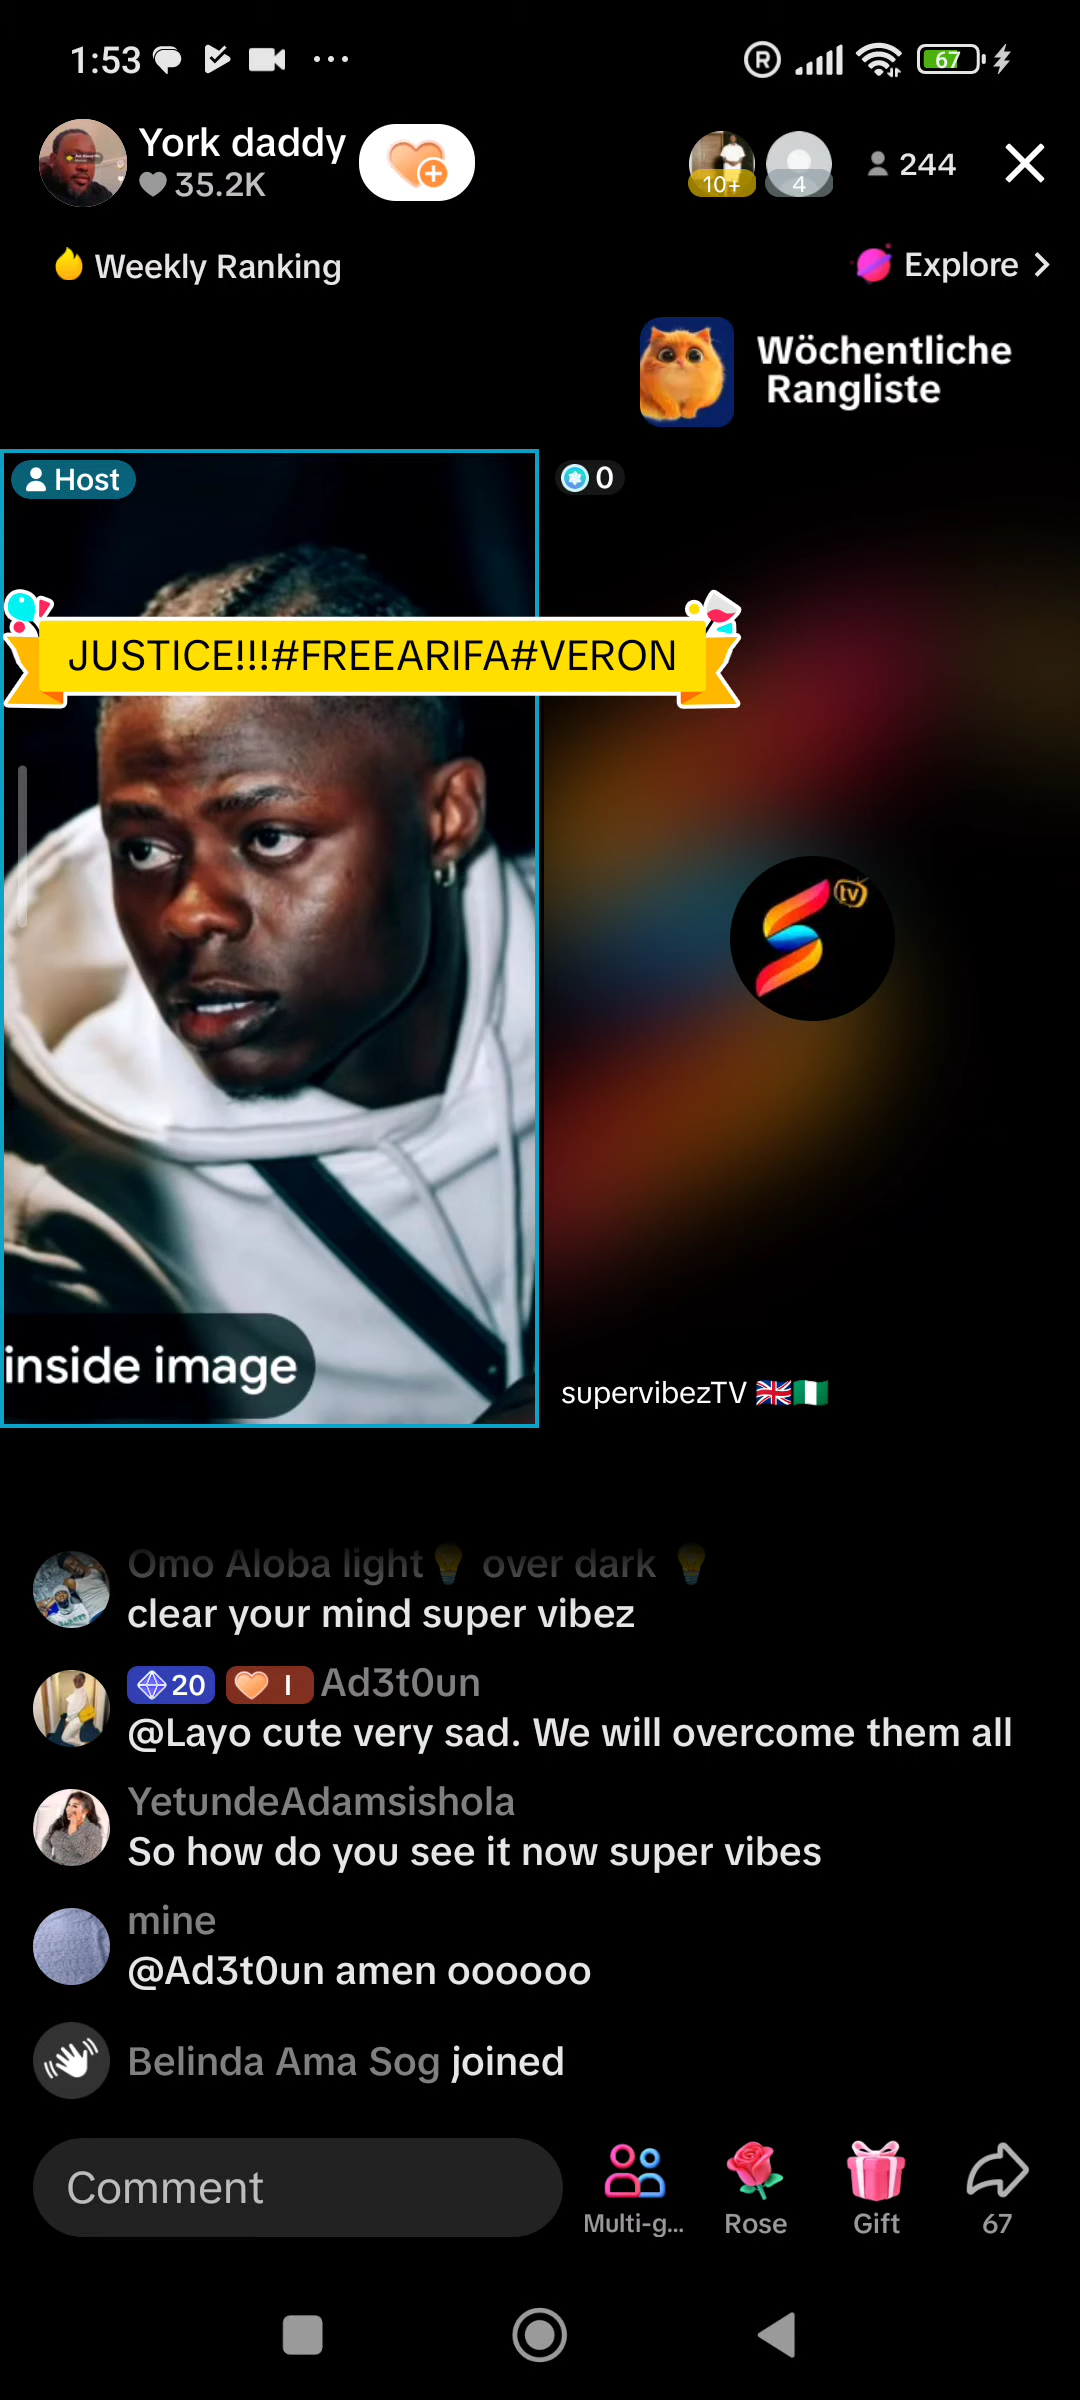 1:53
R
67
York daddy
35.2K
10+
4
244
Weekly Ranking
Explore
Wöchentliche
Rangliste
Host
0
JUSTICE!!!#FREEARIFA#VERON
tv
inside image
supervibezTV 🇬🇧🇳🇬
Omo Aloba light💡 over dark 💡
clear your mind super vibez
20 I Ad3t0un
@Layo cute very sad. We will overcome them all
YetundeAdamsishola
So how do you see it now super vibes
mine
@Ad3t0un amen oooooo
Belinda Ama Sog joined
Comment
Multi-g...
Rose
Gift
67